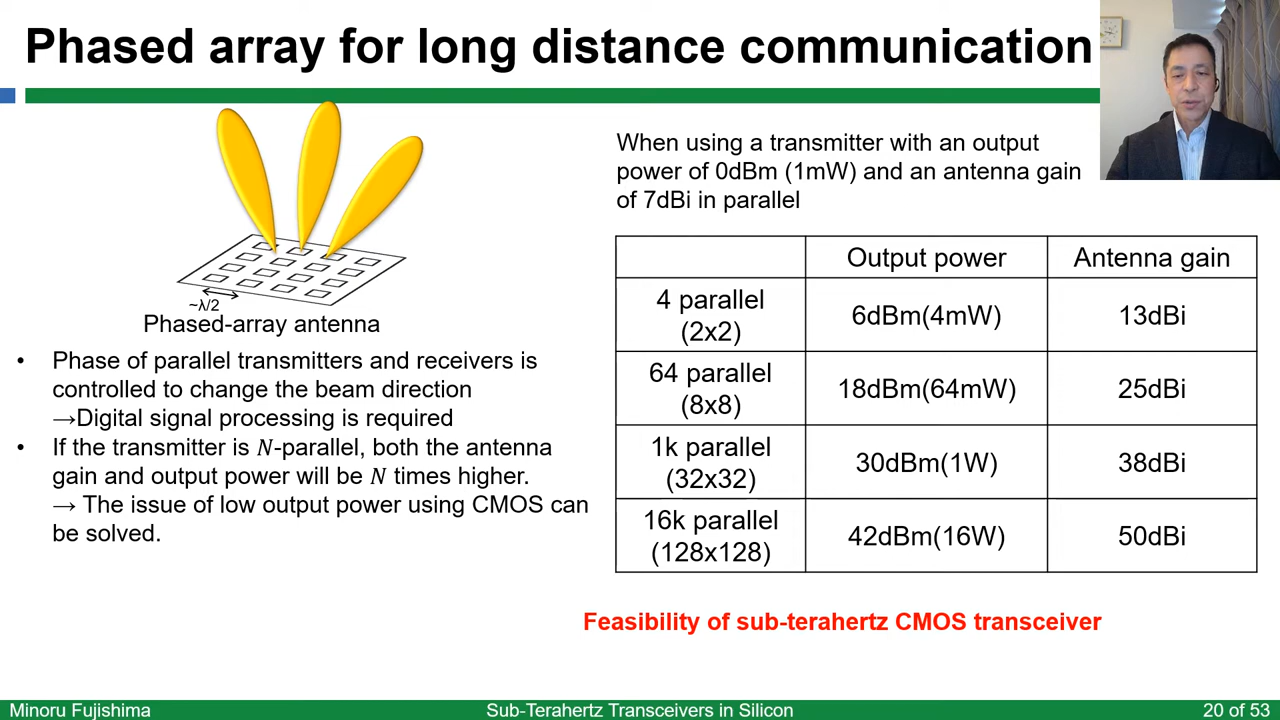 Phased array for long distance communication
~λ/2
Phased-array antenna
• Phase of parallel transmitters and receivers is
controlled to change the beam direction
→Digital signal processing is required
• If the transmitter is N-parallel, both the antenna
gain and output power will be N times higher.
→ The issue of low output power using CMOS can
be solved.
When using a transmitter with an output
power of 0dBm (1mW) and an antenna gain
of 7dBi in parallel
Output power Antenna gain
4 parallel
(2x2) 6dBm(4mW) 13dBi
64 parallel
(8x8) 18dBm(64mW) 25dBi
1k parallel
(32x32) 30dBm(1W) 38dBi
16k parallel
(128x128) 42dBm(16W) 50dBi
Feasibility of sub-terahertz CMOS transceiver
Minoru Fujishima Sub-Terahertz Transceivers in Silicon 20 of 53